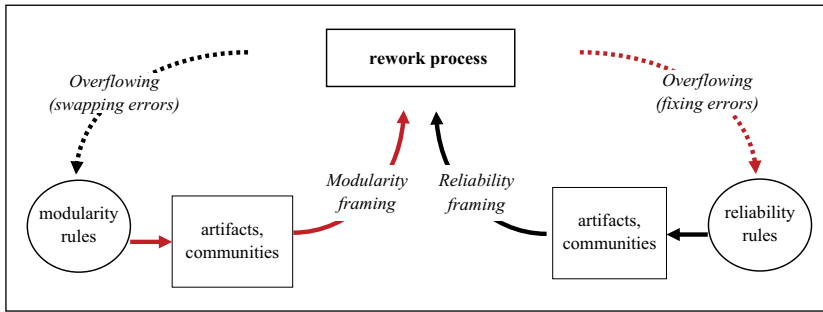 rework process
Overflowing
(swapping errors)
Overflowing
(fixing errors)
Modularity
framing
Reliability
framing
modularity
rules
artifacts,
communities
artifacts,
communities
reliability
rules